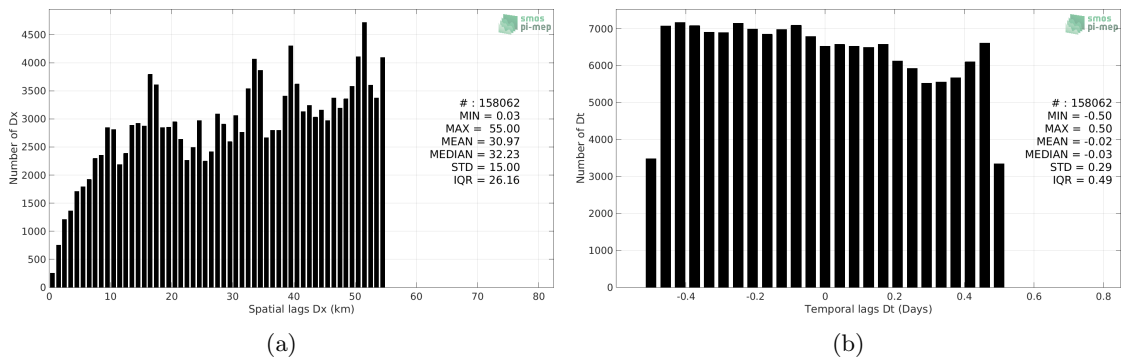 smos
pi-mep
4500
4000
3500
3000
2500
2000
1500
1000
500
0
Number of Dx
# : 158062
MIN = 0.03
MAX = 55.00
MEAN = 30.97
MEDIAN = 32.23
STD = 15.00
IQR = 26.16
0 10 20 30 40 50 60 70 80
Spatial lags Dx (km)
(a)
smos
pi-mep
7000
6000
5000
4000
3000
2000
1000
0
Number of Dt
# : 158062
MIN = -0.50
MAX = 0.50
MEAN = -0.02
MEDIAN = -0.03
STD = 0.29
IQR = 0.49
-0.4 -0.2 0 0.2 0.4 0.6 0.8
Temporal lags Dt (Days)
(b)